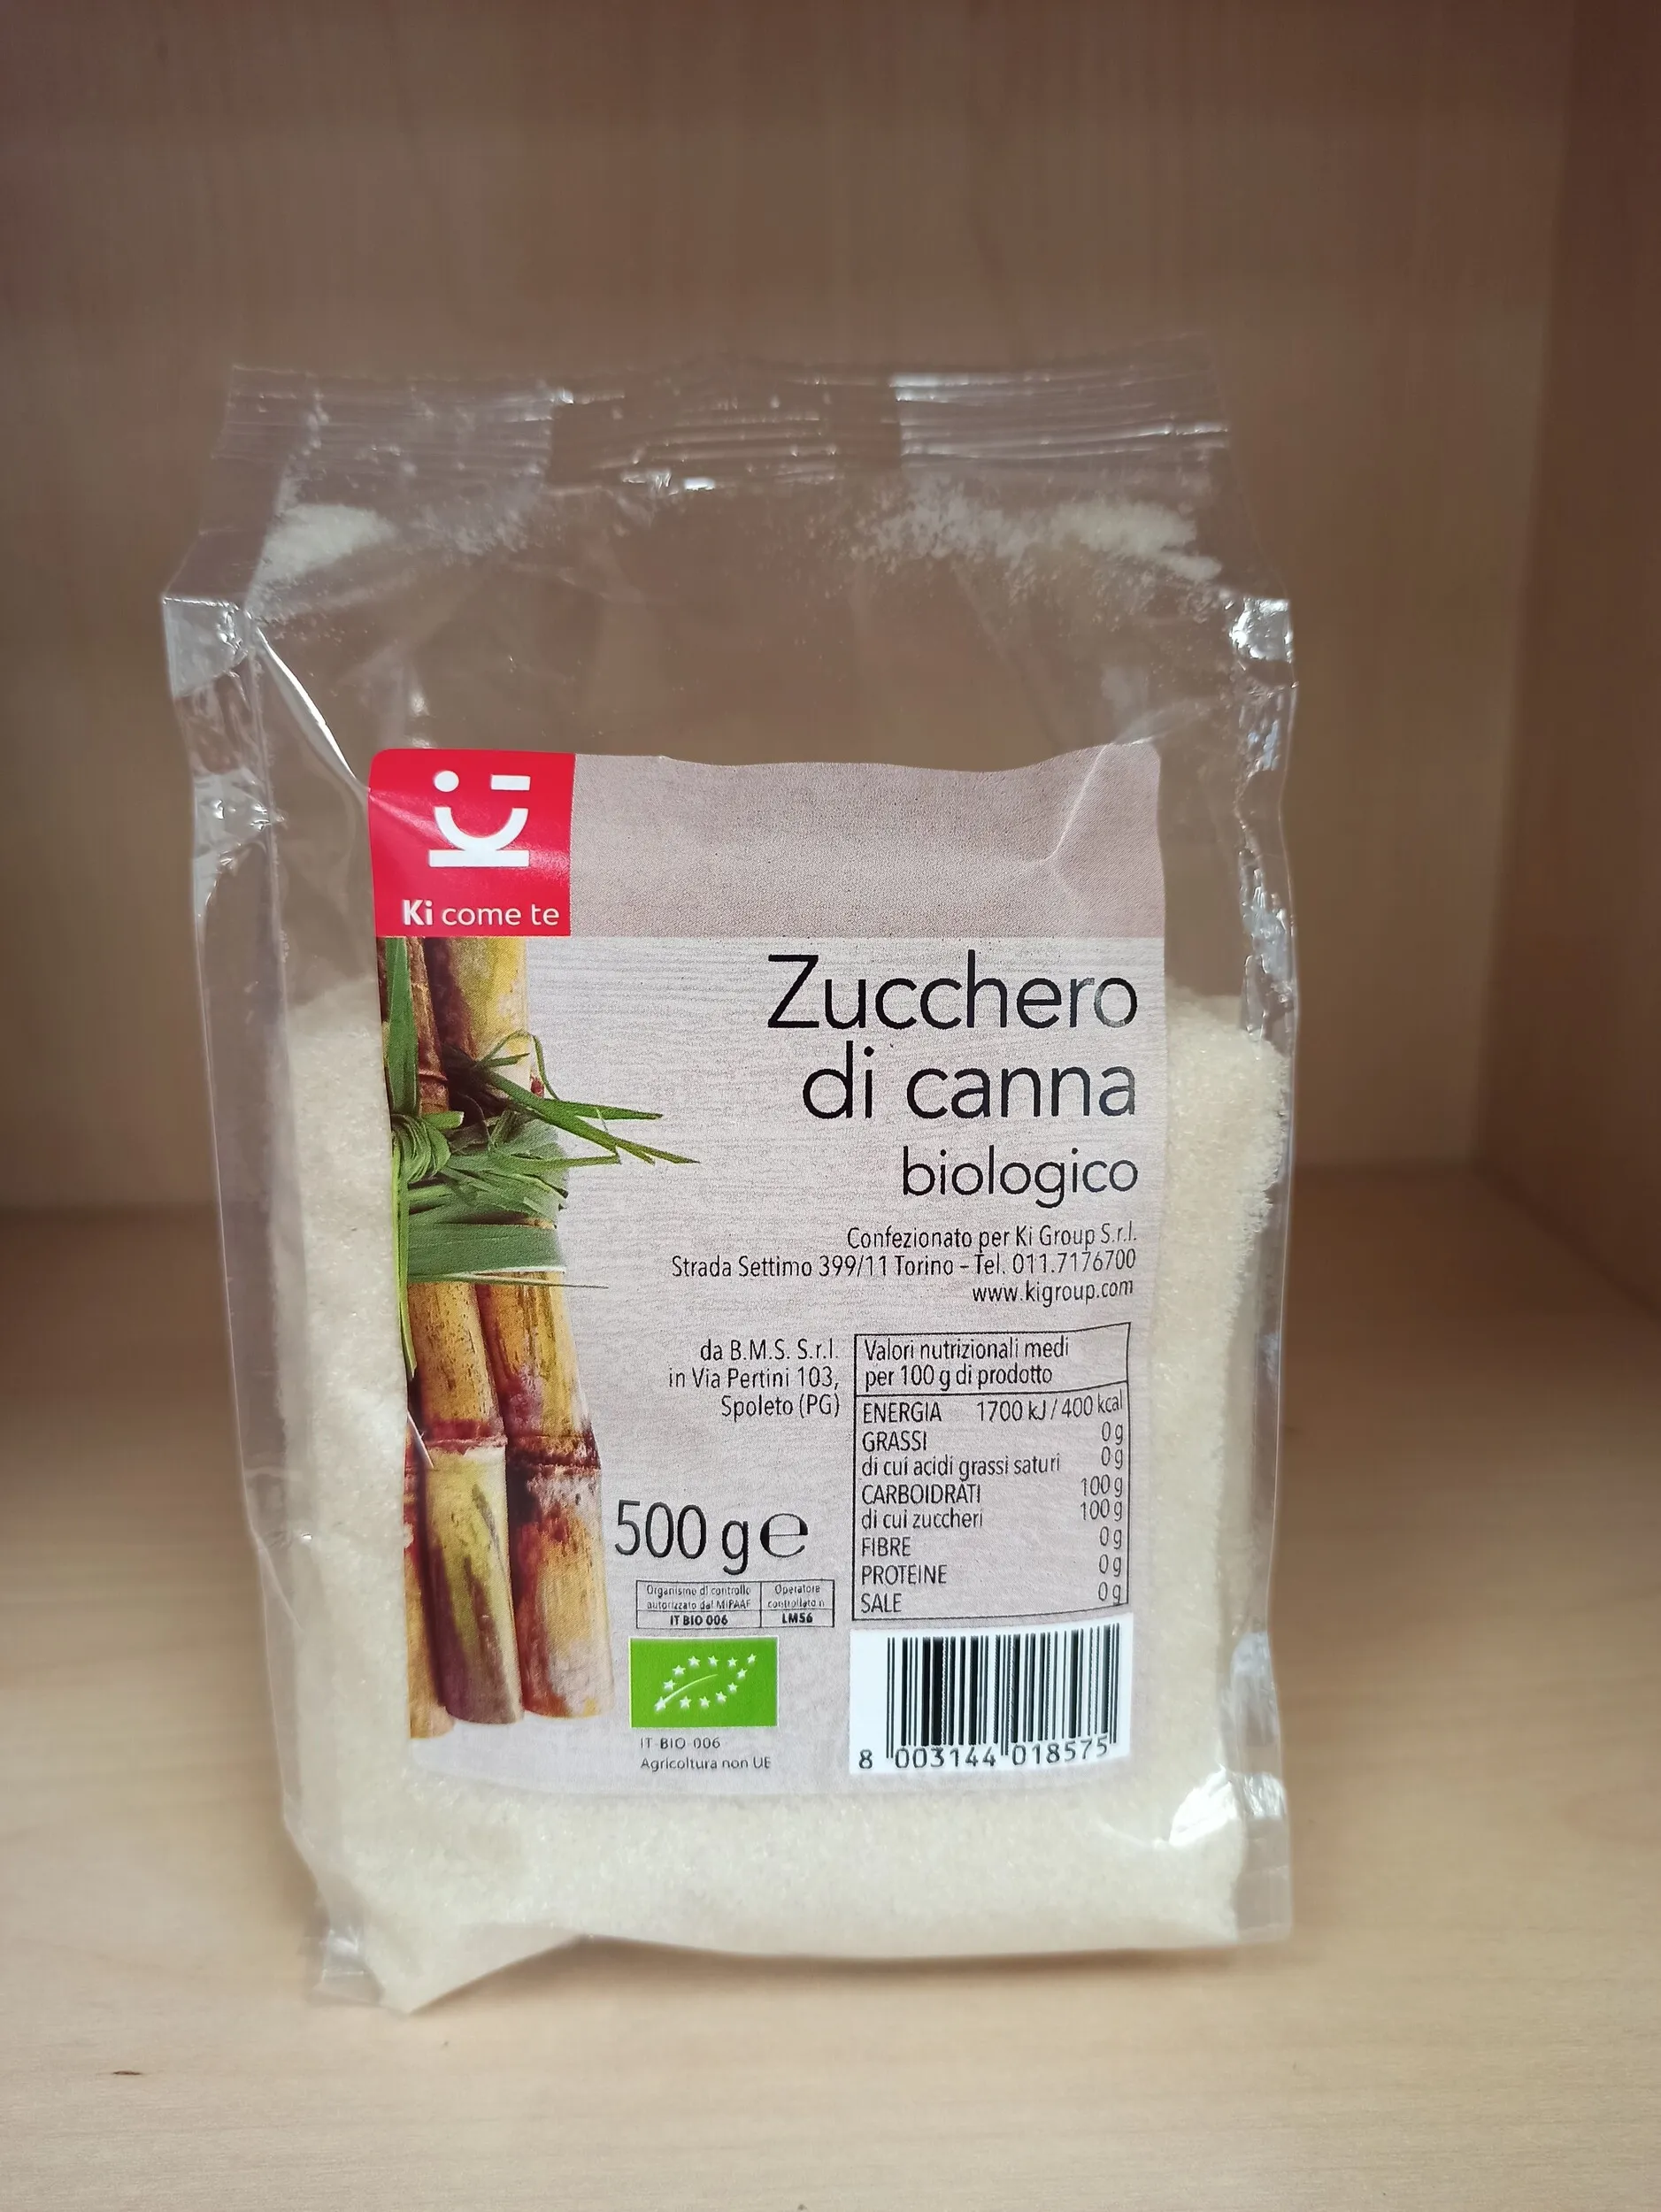 Ki
Ki come te
Zucchero
di canna
biologico
Confezionato per Ki Group S.r.l.
Strada Settimo 399/11 Torino - Tel. 011.7176700
www.kigroup.com
da B.M.S. S.r.l.
in Via Pertini 103,
Spoleto (PG)
Valori nutrizionali medi
per 100 g di prodotto
ENERGIA 1700 kJ / 400 kcal
GRASSI 0 g
di cui acidi grassi saturi 0 g
CARBOIDRATI 100 g
di cui zuccheri 100 g
FIBRE 0 g
PROTEINE 0 g
SALE 0 g
500 g e
Organismo di controllo
autorizzato dal MIPAAF
IT BIO 006
Operatore
controllato n
LM56
IT-BIO-006
Agricoltura non UE
8 003144 018575